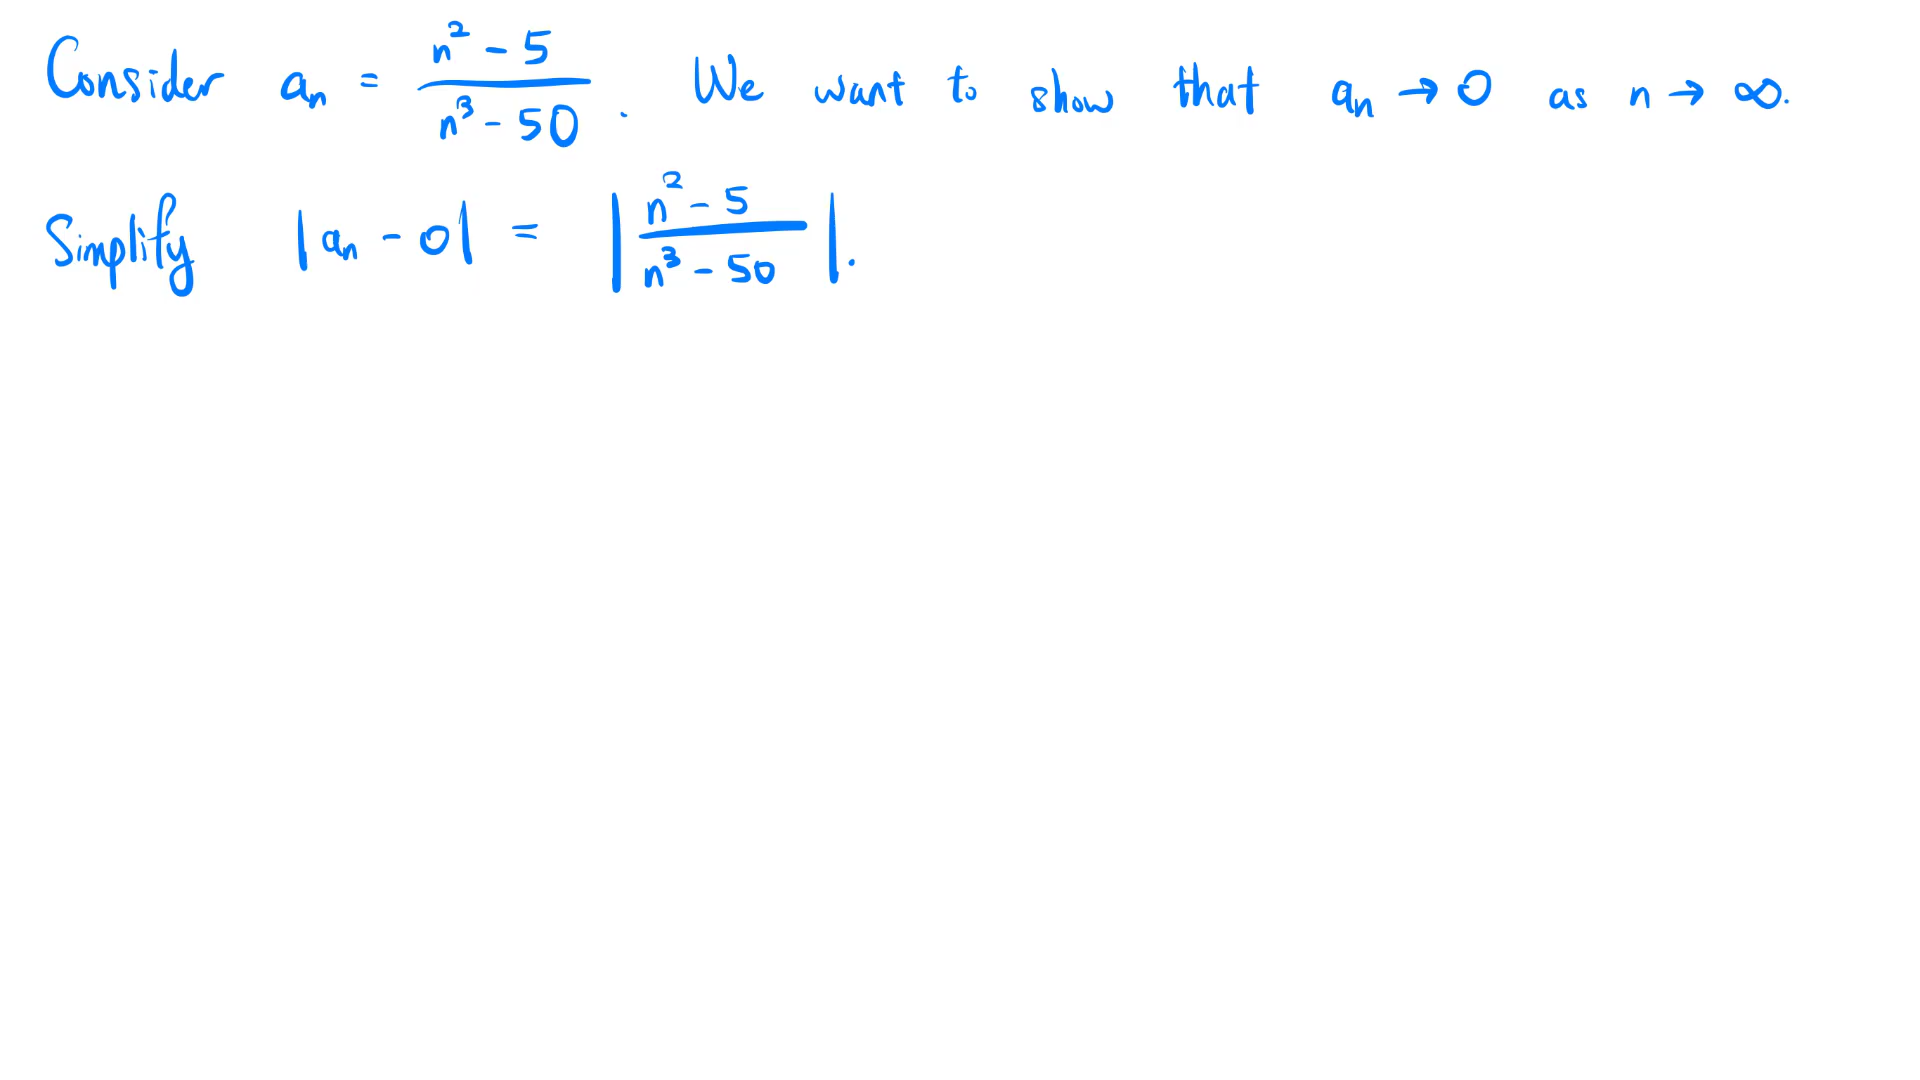 Consider aₙ = (n² - 5)/(n³ - 50). We want to show that aₙ → 0 as n → ∞.
Simplify |aₙ - 0| = |(n² - 5)/(n³ - 50)|.